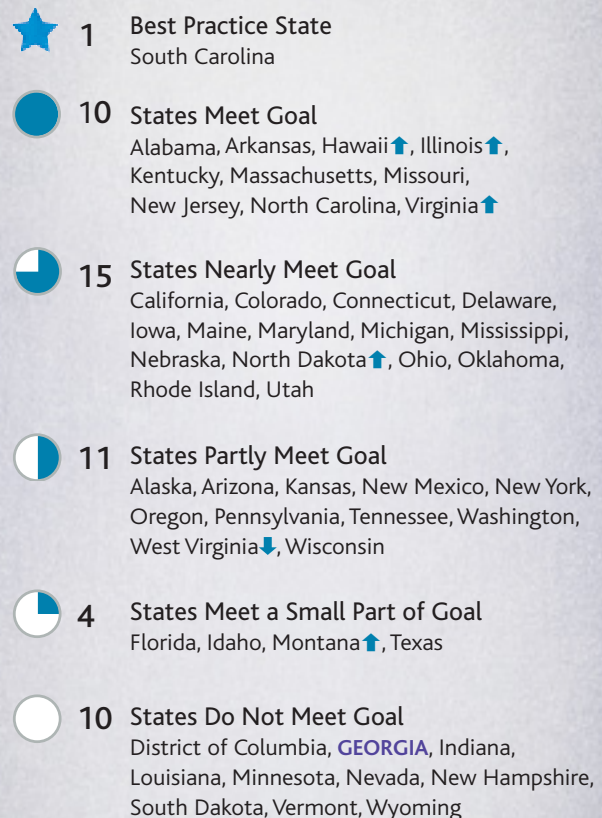 1 Best Practice State
South Carolina
10 States Meet Goal
Alabama, Arkansas, Hawaii⬆, Illinois⬆,
Kentucky, Massachusetts, Missouri,
New Jersey, North Carolina, Virginia⬆
15 States Nearly Meet Goal
California, Colorado, Connecticut, Delaware,
Iowa, Maine, Maryland, Michigan, Mississippi,
Nebraska, North Dakota⬆, Ohio, Oklahoma,
Rhode Island, Utah
11 States Partly Meet Goal
Alaska, Arizona, Kansas, New Mexico, New York,
Oregon, Pennsylvania, Tennessee, Washington,
West Virginia⬇, Wisconsin
4 States Meet a Small Part of Goal
Florida, Idaho, Montana⬆, Texas
10 States Do Not Meet Goal
District of Columbia, GEORGIA, Indiana,
Louisiana, Minnesota, Nevada, New Hampshire,
South Dakota, Vermont, Wyoming